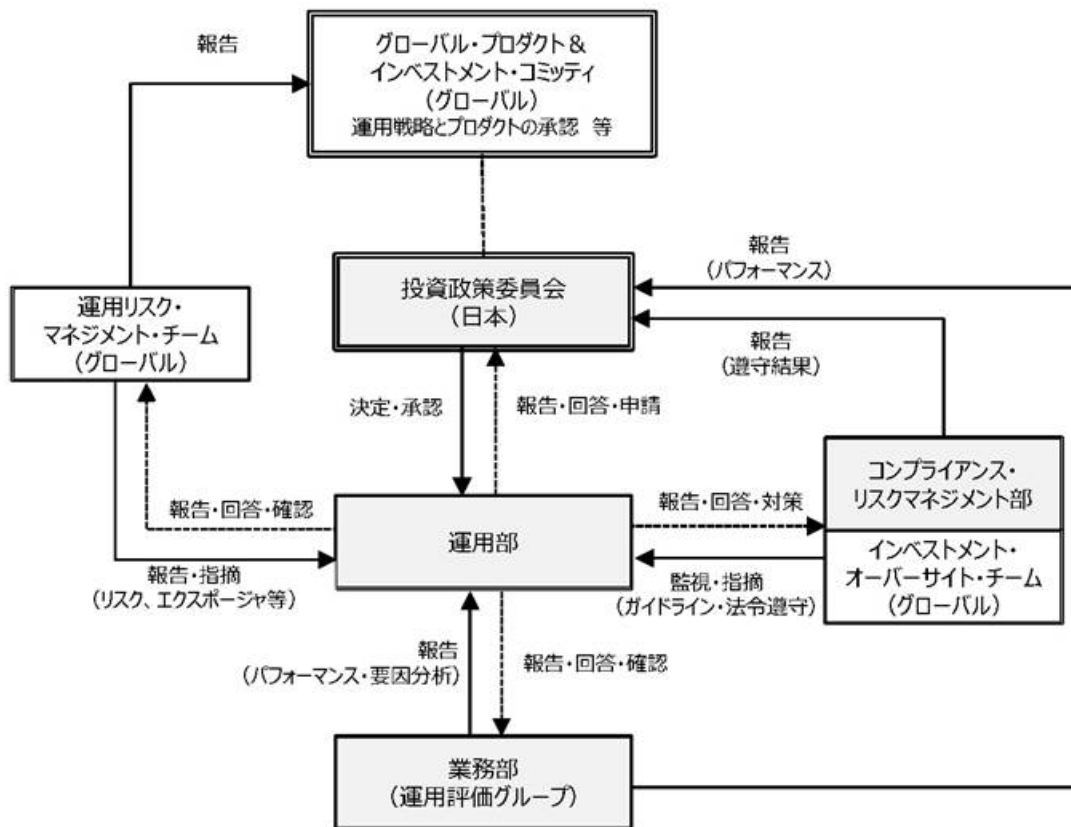 報告
グローバル・プロダクト＆
インベストメント・コミッティ
（グローバル）
運用戦略とプロダクトの承認 等
報告
（パフォーマンス）
投資政策委員会
（日本）
運用リスク・
マネジメント・チーム
（グローバル）
報告
（遵守結果）
決定・承認
報告・回答・申請
コンプライアンス・
リスクマネジメント部
報告・回答・確認
運用部
報告・回答・対策
インベストメント・
オーバーサイト・チーム
（グローバル）
報告・指摘
（リスク、エクスポージャ等）
監視・指摘
（ガイドライン・法令遵守）
報告
（パフォーマンス・要因分析）
報告・回答・確認
業務部
（運用評価グループ）